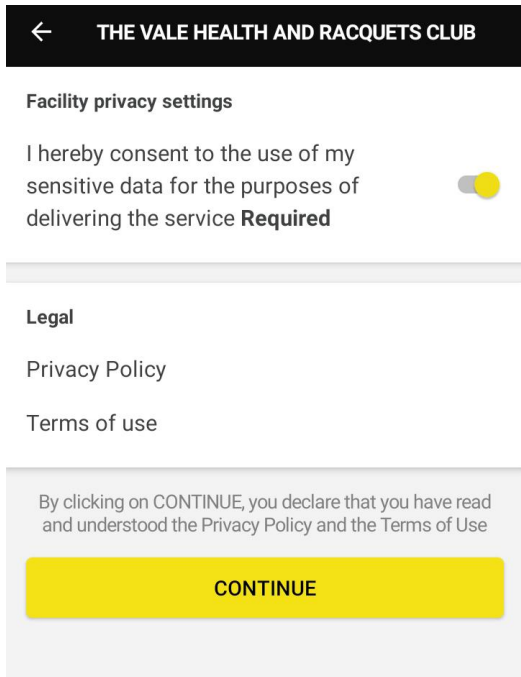 THE VALE HEALTH AND RACQUETS CLUB
Facility privacy settings
I hereby consent to the use of my
sensitive data for the purposes of
delivering the service Required
Legal
Privacy Policy
Terms of use
By clicking on CONTINUE, you declare that you have read
and understood the Privacy Policy and the Terms of Use
CONTINUE